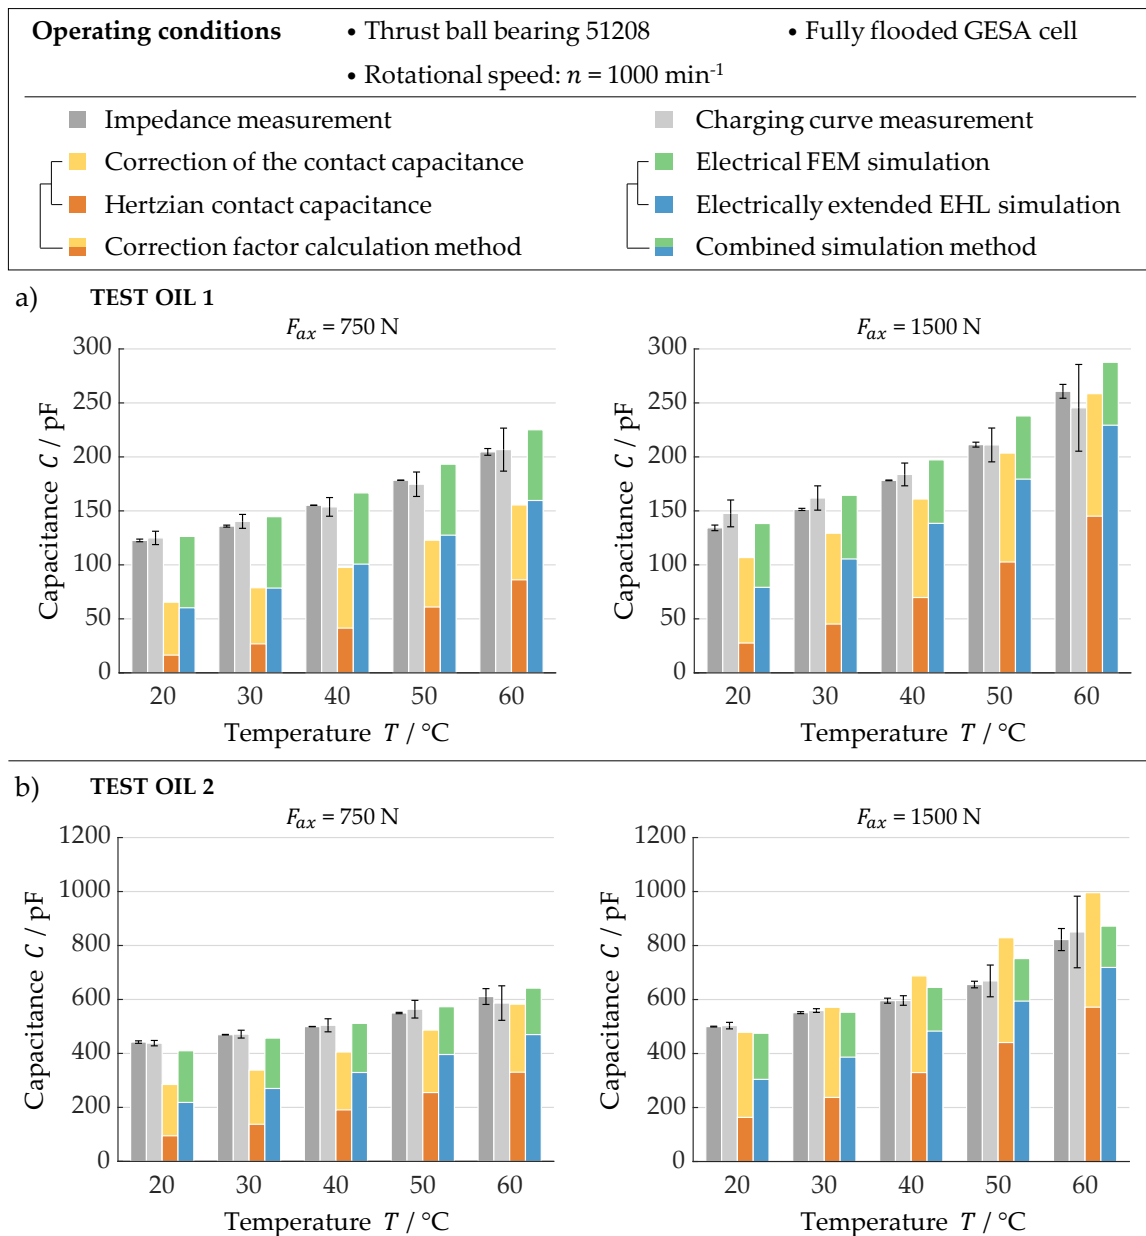 Operating conditions • Thrust ball bearing 51208 • Fully flooded GESA cell
• Rotational speed: n = 1000 min⁻¹
Impedance measurement Charging curve measurement
Correction of the contact capacitance Electrical FEM simulation
Hertzian contact capacitance Electrically extended EHL simulation
Correction factor calculation method Combined simulation method
a) TEST OIL 1
F_ax = 750 N F_ax = 1500 N
300 300
250 250
200 200
150 150
100 100
50 50
0 0
Capacitance C / pF Capacitance C / pF
20 30 40 50 60 20 30 40 50 60
Temperature T / °C Temperature T / °C
b) TEST OIL 2
F_ax = 750 N F_ax = 1500 N
1200 1200
1000 1000
800 800
600 600
400 400
200 200
0 0
Capacitance C / pF Capacitance C / pF
20 30 40 50 60 20 30 40 50 60
Temperature T / °C Temperature T / °C